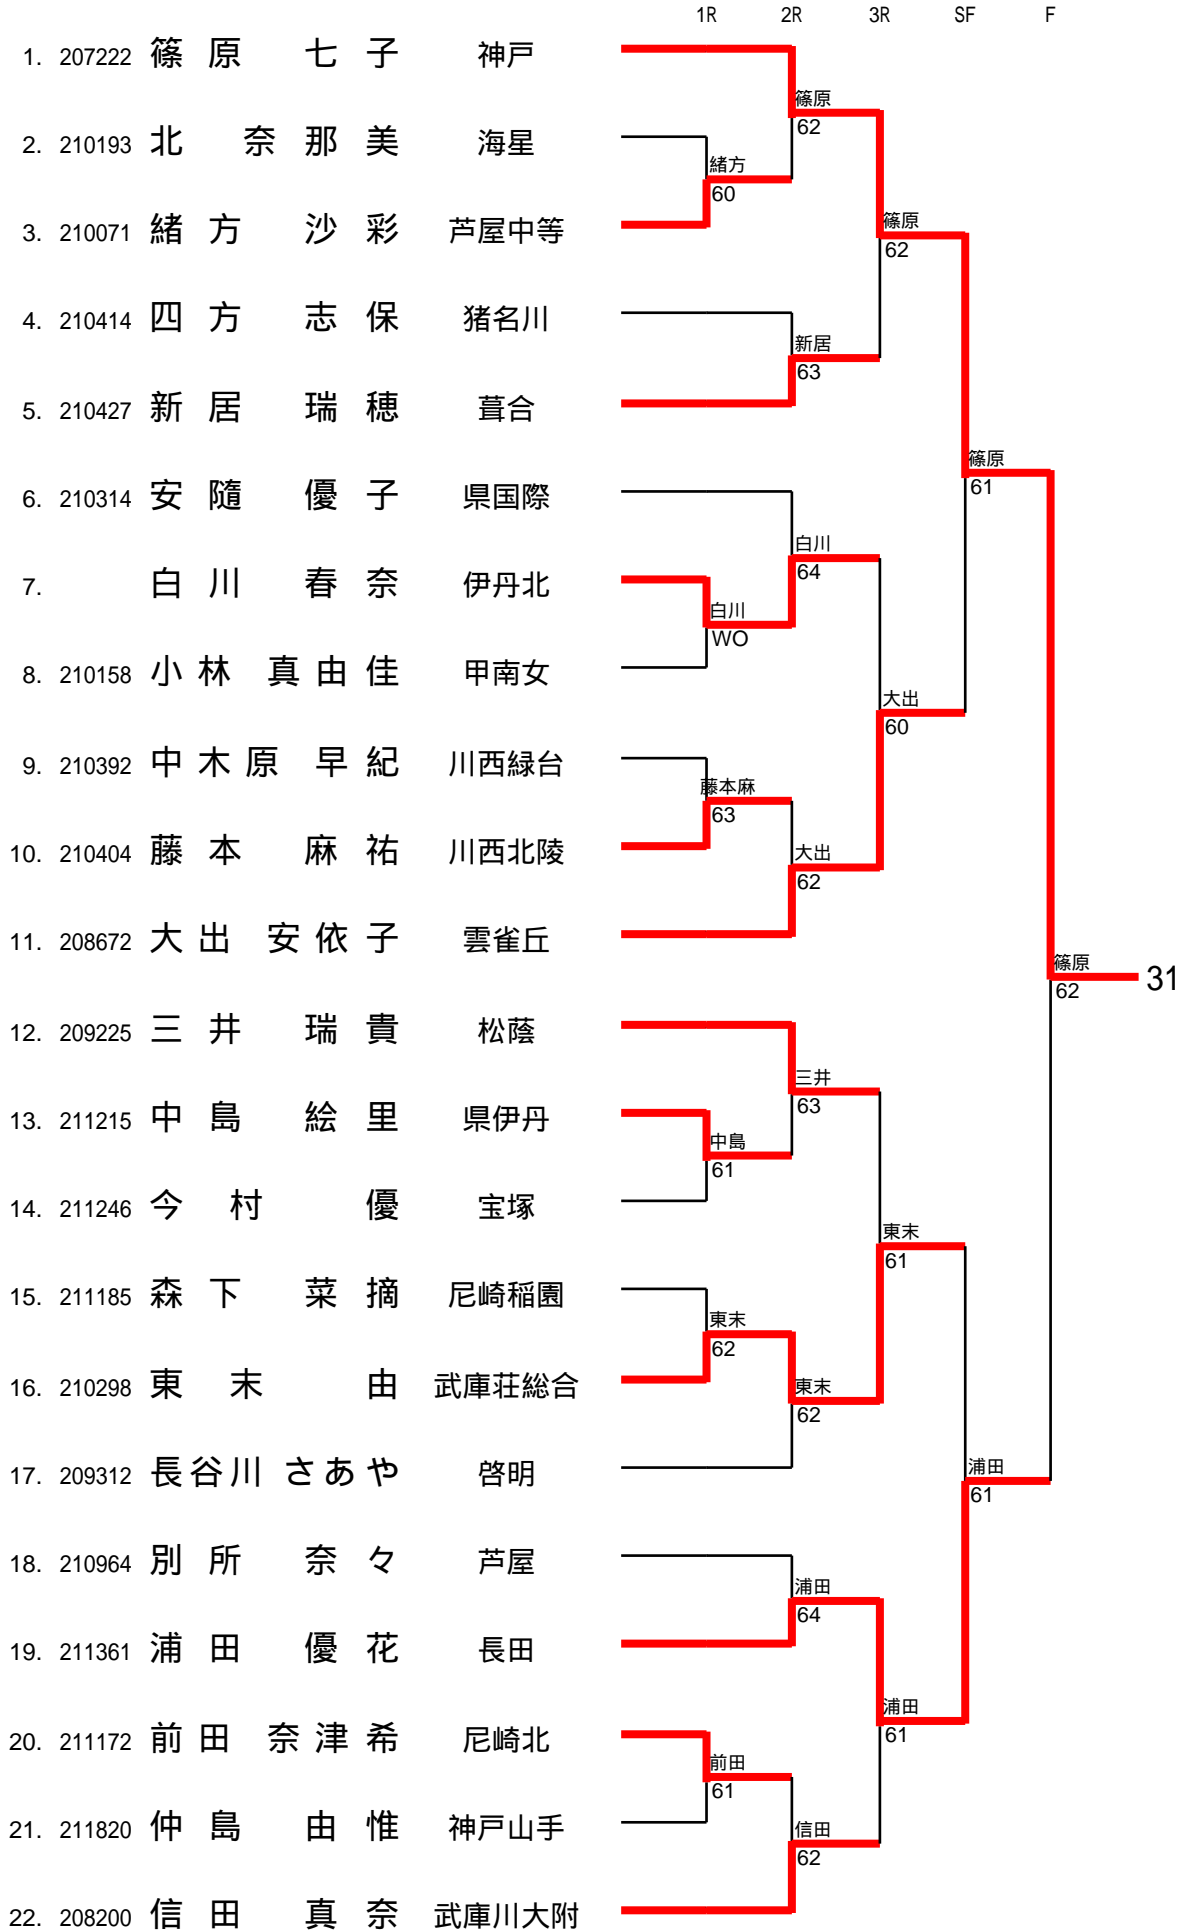 1R 2R 3R SF F
1. 207222 篠原 七子 神戸
篠原
62
2. 210193 北 奈那美 海星
緒方
60
3. 210071 緒方 沙彩 芦屋中等
篠原
62
4. 210414 四方 志保 猪名川
新居
63
5. 210427 新居 瑞穂 葺合
篠原
61
6. 210314 安隨 優子 県国際
白川
64
7. 白川 春奈 伊丹北
白川
WO
8. 210158 小林 真由佳 甲南女
大出
60
9. 210392 中木原 早紀 川西緑台
藤本麻
63
10. 210404 藤本 麻祐 川西北陵
大出
62
11. 208672 大出 安依子 雲雀丘
篠原
62
31
12. 209225 三井 瑞貴 松蔭
三井
63
13. 211215 中島 絵里 県伊丹
中島
61
14. 211246 今村 優 宝塚
東末
61
15. 211185 森下 菜摘 尼崎稲園
東末
62
16. 210298 東末 由 武庫荘総合
東末
62
17. 209312 長谷川 さあや 啓明
浦田
61
18. 210964 別所 奈々 芦屋
浦田
64
19. 211361 浦田 優花 長田
浦田
61
20. 211172 前田 奈津希 尼崎北
前田
61
21. 211820 仲島 由惟 神戸山手
信田
62
22. 208200 信田 真奈 武庫川大附